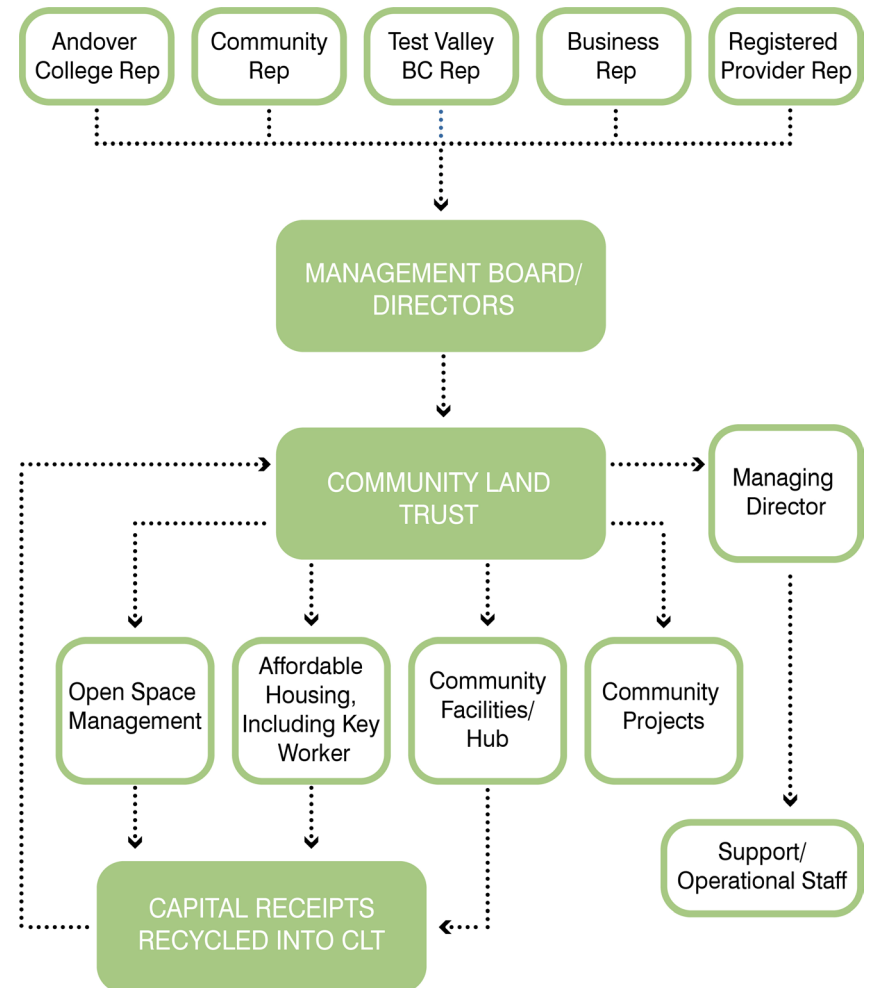 Andover
College Rep
Community
Rep
Test Valley
BC Rep
Business
Rep
Registered
Provider Rep
MANAGEMENT BOARD/
DIRECTORS
COMMUNITY LAND
TRUST
Managing
Director
Open Space
Management
Affordable
Housing,
Including Key
Worker
Community
Facilities/
Hub
Community
Projects
Support/
Operational Staff
CAPITAL RECEIPTS
RECYCLED INTO CLT